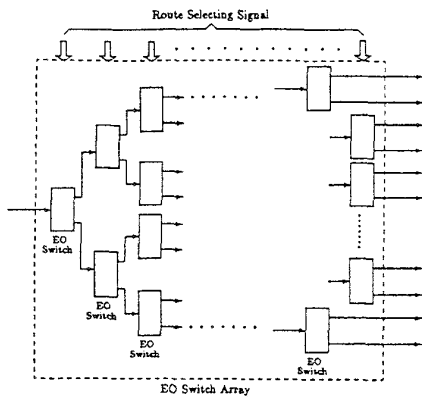 Route Selecting Signal
EO
Switch
EO
Switch
EO
Switch
EO
Switch
EO Switch Array